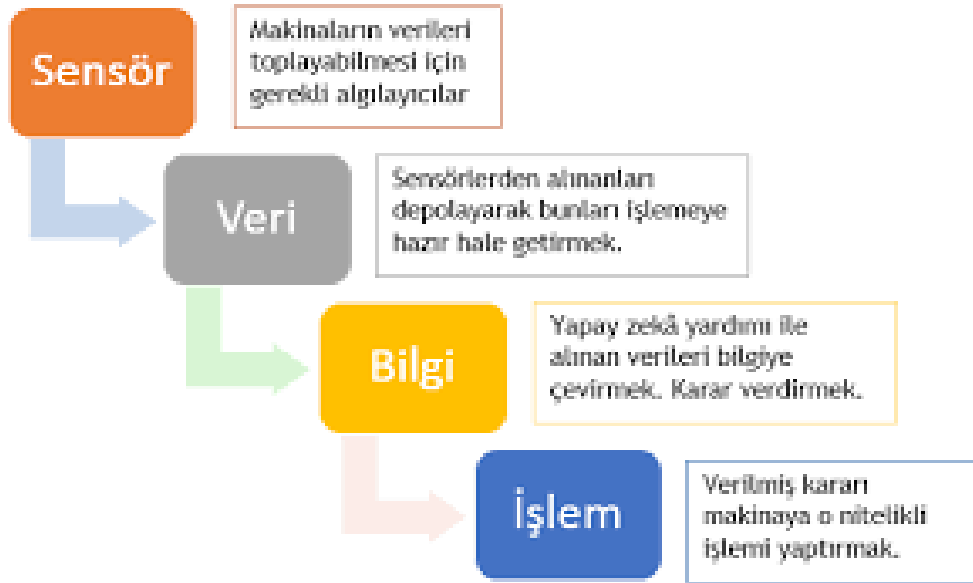 Sensör
Makinaların verileri
toplayabilmesi için
gerekli algılayıcılar
Veri
Sensörlerden alınanları
depolayarak bunları işlemeye
hazır hale getirmek.
Bilgi
Yapay zekâ yardımı ile
alınan verileri bilgiye
çevirmek. Karar verdirmek.
İşlem
Verilmiş kararı
makinaya o nitelikli
işlemi yaptırmak.